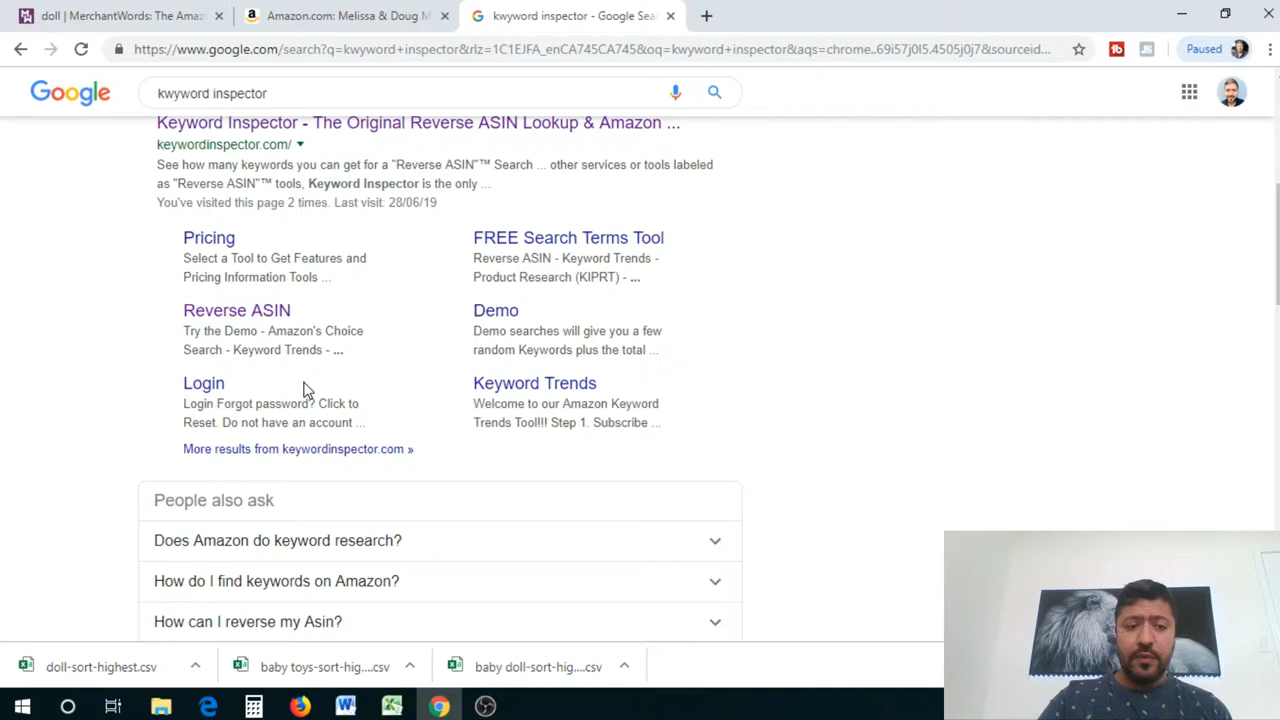 doll | MerchantWords: The Amaz
Amazon.com: Melissa & Doug M
kwyword inspector - Google Sea
https://www.google.com/search?q=kwyword+inspector&rlz=1C1EJFA_enCA745CA745&oq=kwyword+inspector&aqs=chrome..69i57j0l5.4505j0j7&sourceid...
Paused
Google
kwyword inspector
Keyword Inspector - The Original Reverse ASIN Lookup & Amazon ...
keywordinspector.com/
See how many keywords you can get for a "Reverse ASIN"™ Search ... other services or tools labeled
as "Reverse ASIN"™ tools, Keyword Inspector is the only ...
You've visited this page 2 times. Last visit: 28/06/19
Pricing
Select a Tool to Get Features and
Pricing Information Tools ...
FREE Search Terms Tool
Reverse ASIN - Keyword Trends -
Product Research (KIPRT) - ...
Reverse ASIN
Try the Demo - Amazon's Choice
Search - Keyword Trends - ...
Demo
Demo searches will give you a few
random Keywords plus the total ...
Login
Login Forgot password? Click to
Reset. Do not have an account ...
Keyword Trends
Welcome to our Amazon Keyword
Trends Tool!!! Step 1. Subscribe ...
More results from keywordinspector.com »
People also ask
Does Amazon do keyword research?
How do I find keywords on Amazon?
How can I reverse my Asin?
doll-sort-highest.csv
baby toys-sort-hig....csv
baby doll-sort-hig....csv